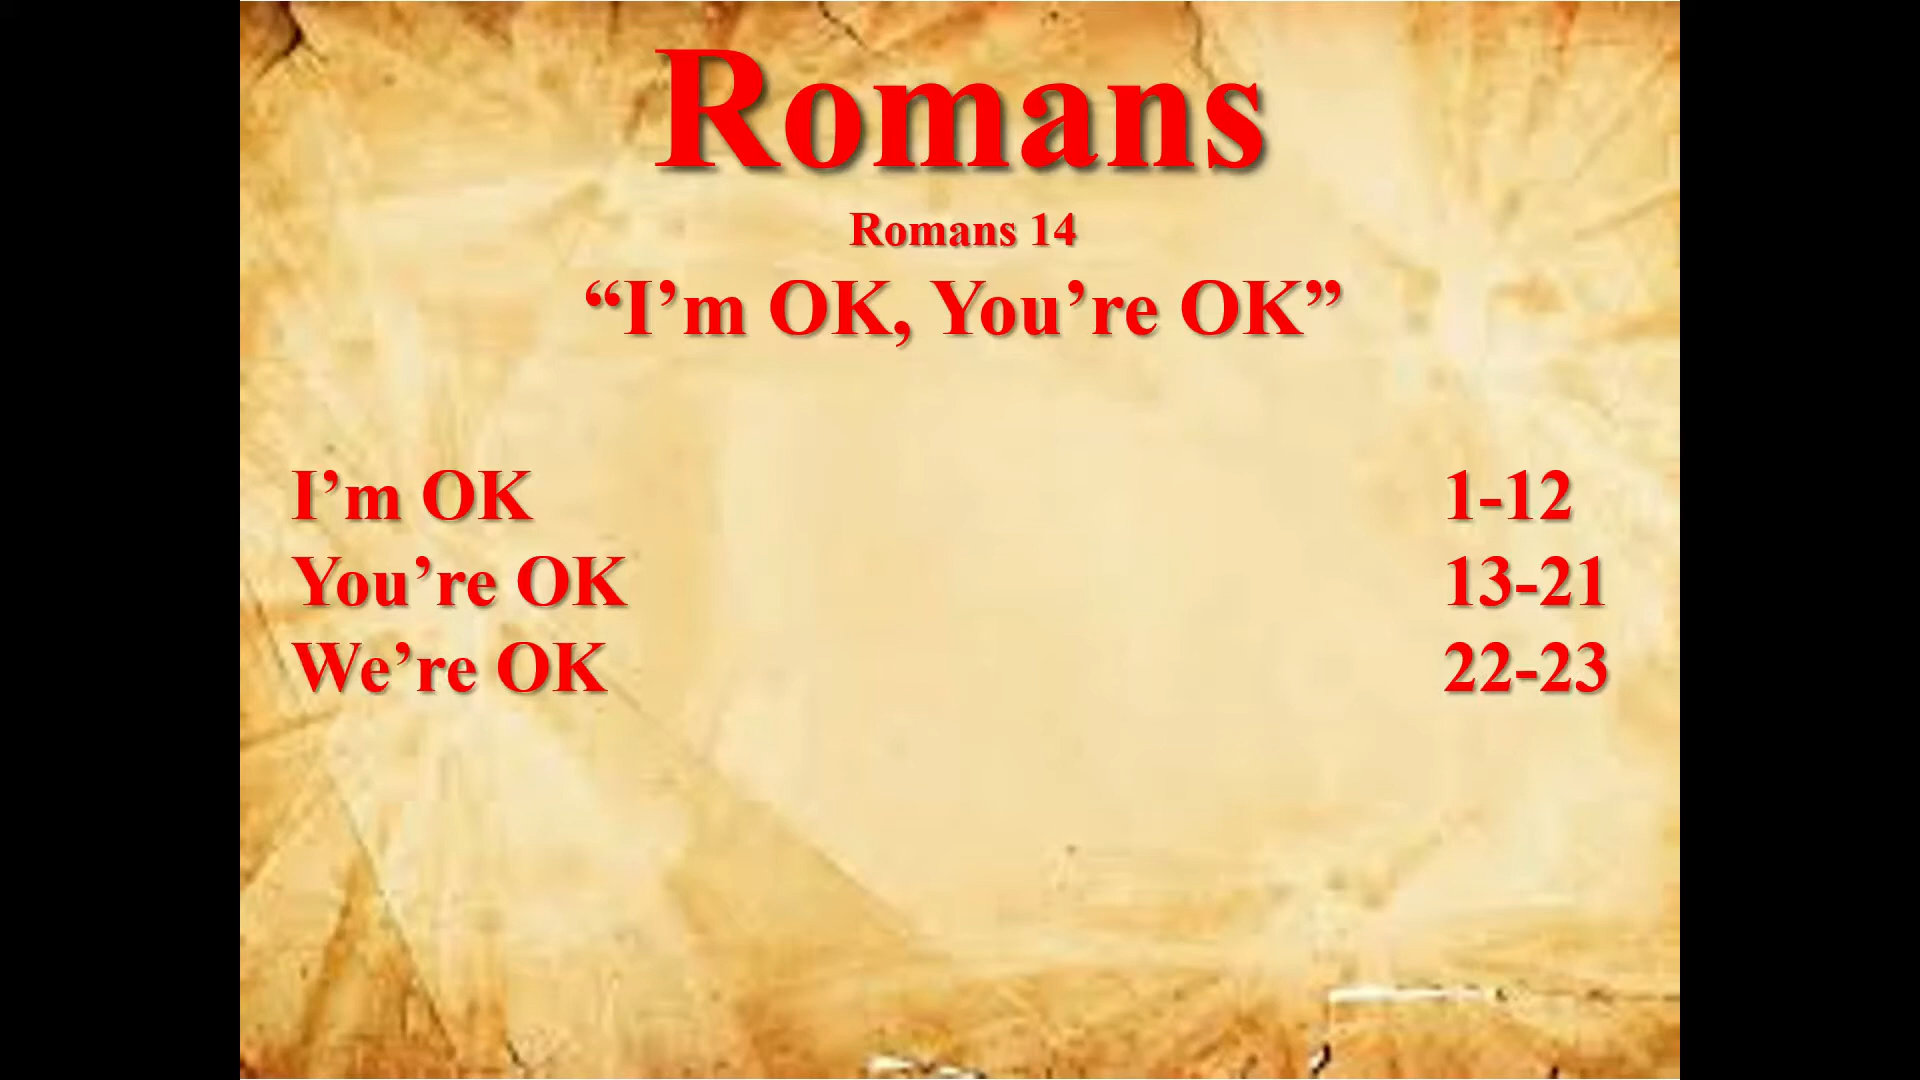 Romans
Romans 14
“I’m OK, You’re OK”
I’m OK 1-12
You’re OK 13-21
We’re OK 22-23